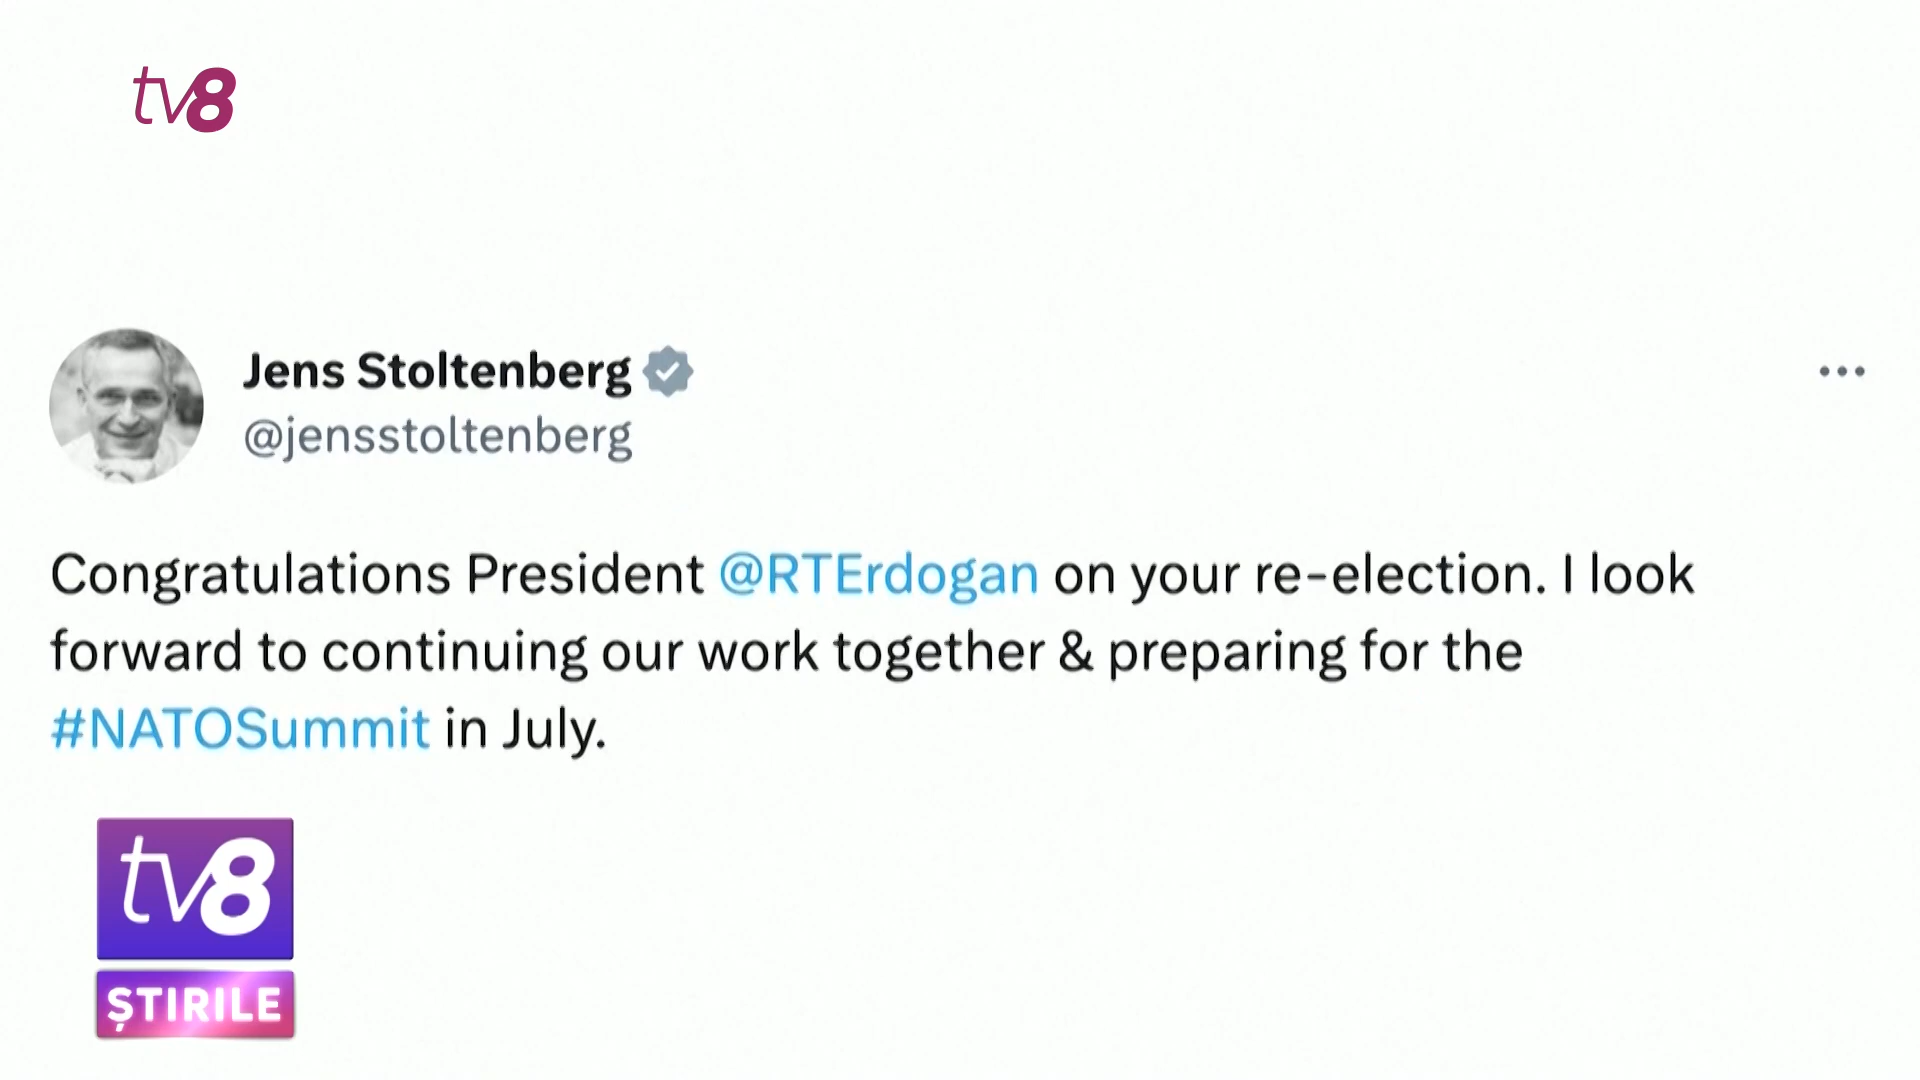 tv8
Jens Stoltenberg
@jensstoltenberg
Congratulations President @RTErdogan on your re-election. I look
forward to continuing our work together & preparing for the
#NATOSummit in July.
tv8
ȘTIRILE